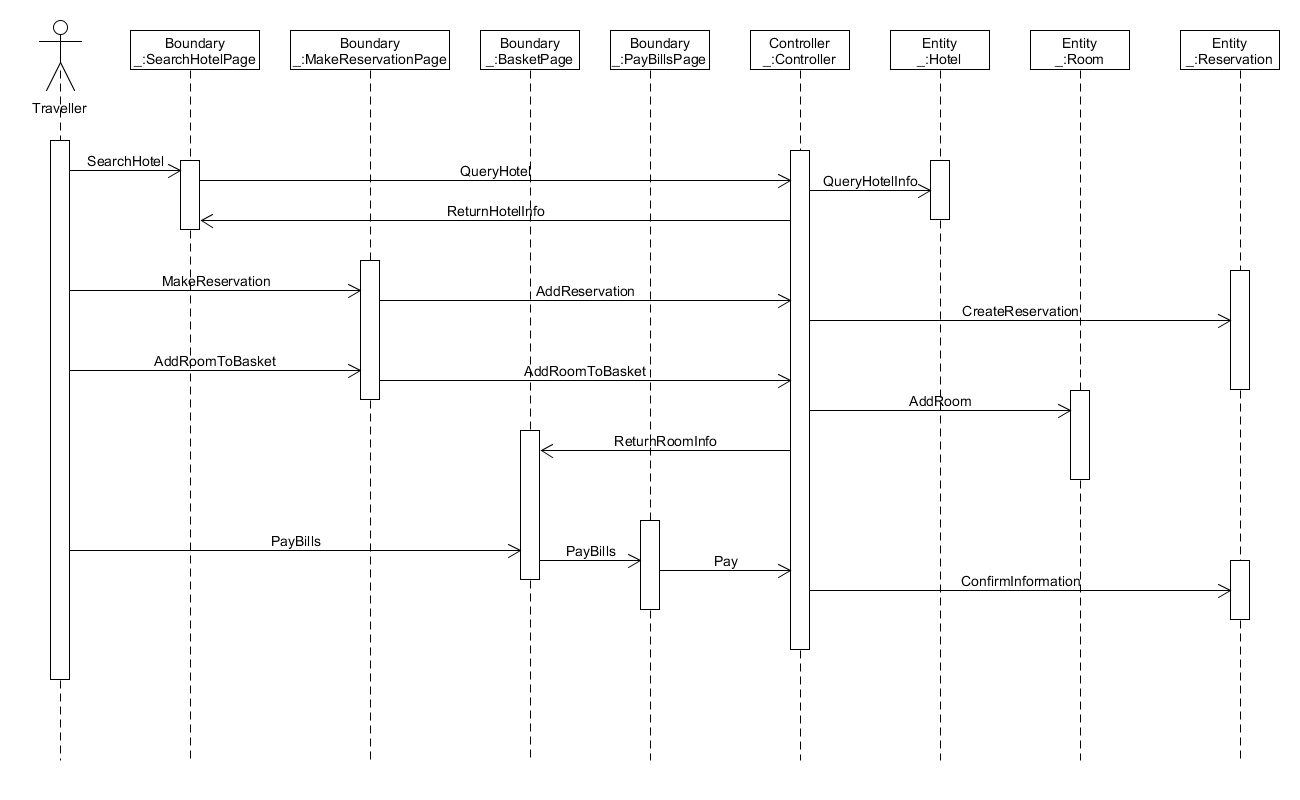 Boundary
_:SearchHotelPage
Boundary
_:MakeReservationPage
Boundary
_:BasketPage
Boundary
_:PayBillsPage
Controller
_:Controller
Entity
_:Hotel
Entity
_:Room
Entity
_:Reservation
Traveller
SearchHotel
QueryHotel
QueryHotelInfo
ReturnHotelInfo
MakeReservation
AddReservation
CreateReservation
AddRoomToBasket
AddRoomToBasket
AddRoom
ReturnRoomInfo
PayBills
PayBills
Pay
ConfirmInformation